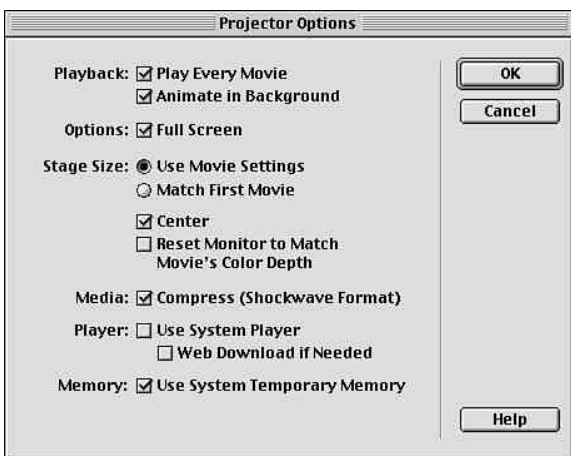 Projector Options
Playback: Play Every Movie
Animate in Background
Options: Full Screen
Stage Size: Use Movie Settings
Match First Movie
Center
Reset Monitor to Match
Movie's Color Depth
Media: Compress (Shockwave Format)
Player: Use System Player
Web Download if Needed
Memory: Use System Temporary Memory
OK
Cancel
Help